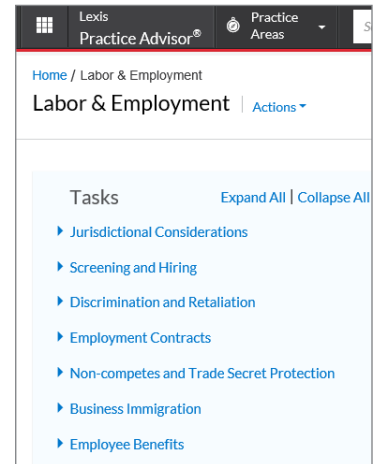 Lexis
Practice Advisor®
Practice
Areas
Home / Labor & Employment
Labor & Employment | Actions
Tasks
Expand All | Collapse All
Jurisdictional Considerations
Screening and Hiring
Discrimination and Retaliation
Employment Contracts
Non-competes and Trade Secret Protection
Business Immigration
Employee Benefits